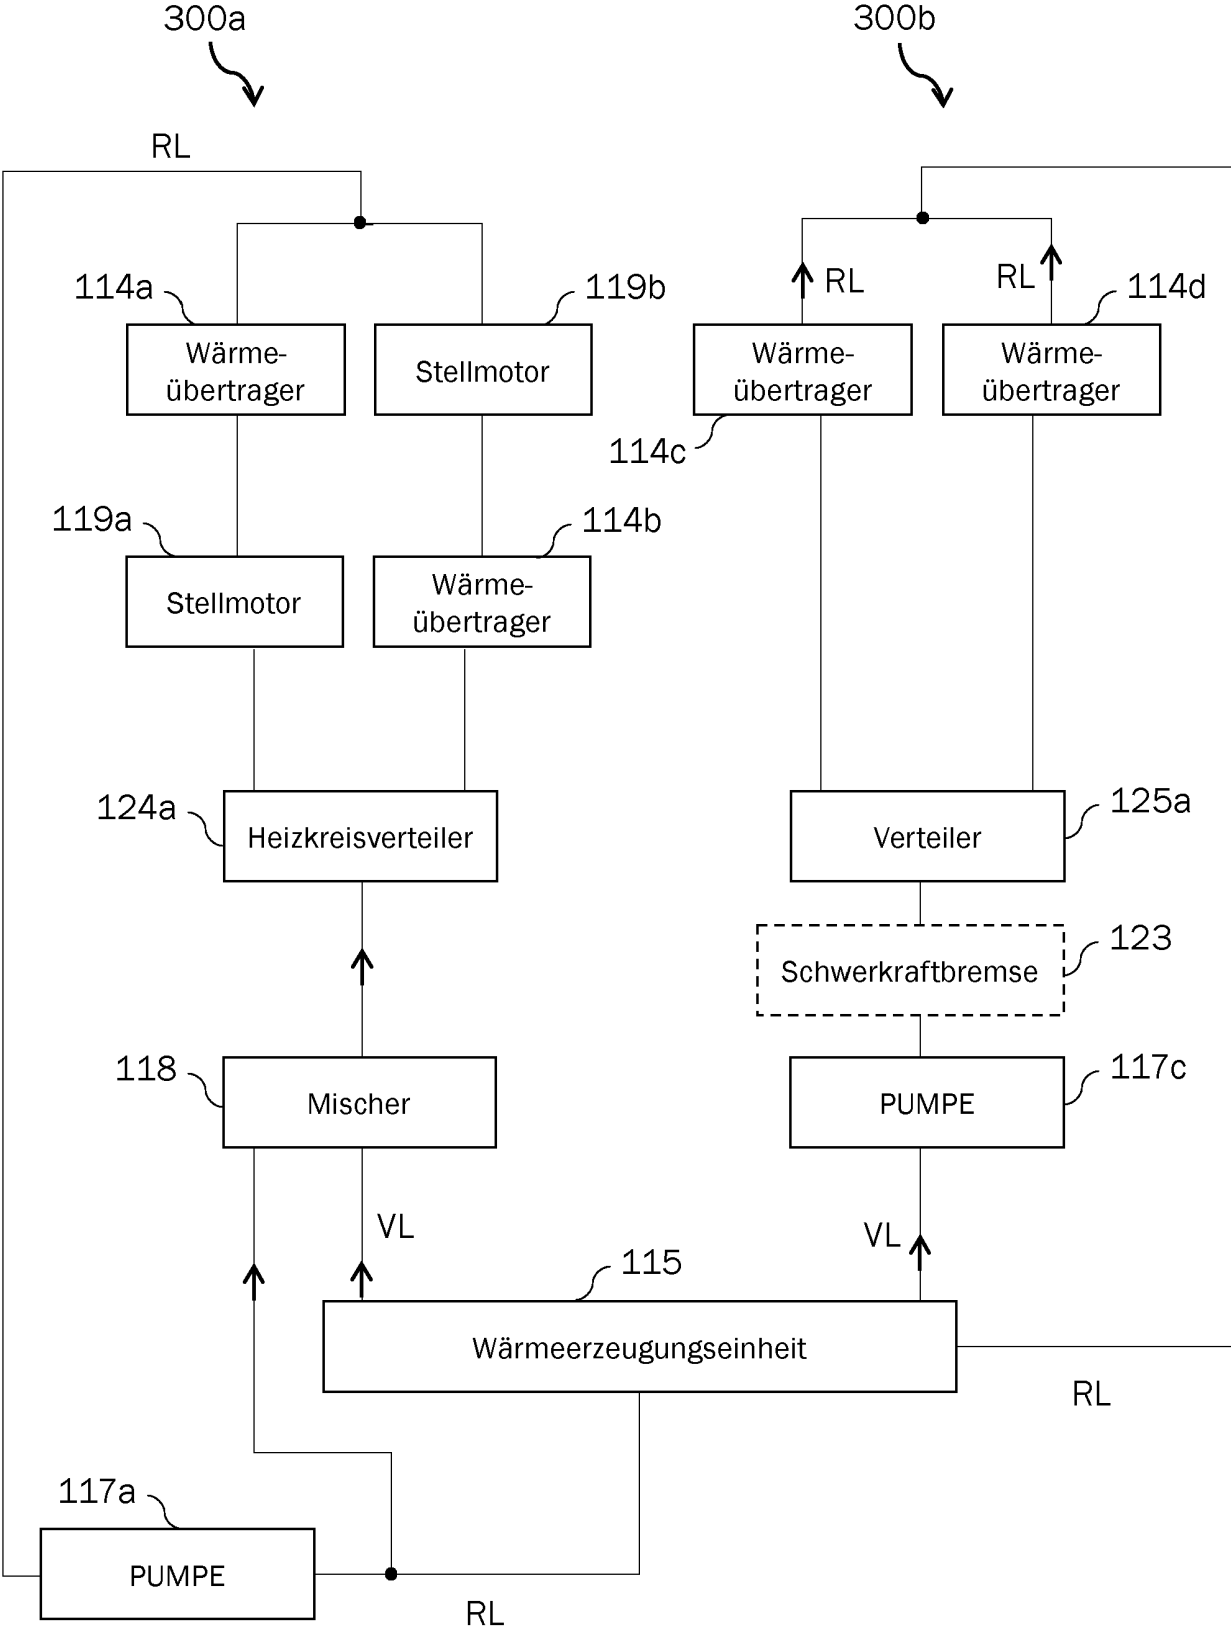 300a
300b
RL
114a
119b
RL
RL
114d
Wärme-
übertrager
Stellmotor
Wärme-
übertrager
Wärme-
übertrager
114c
119a
114b
Stellmotor
Wärme-
übertrager
124a
125a
Heizkreisverteiler
Verteiler
123
Schwerkraftbremse
118
117c
Mischer
PUMPE
VL
VL
115
Wärmeerzeugungseinheit
RL
117a
PUMPE
RL